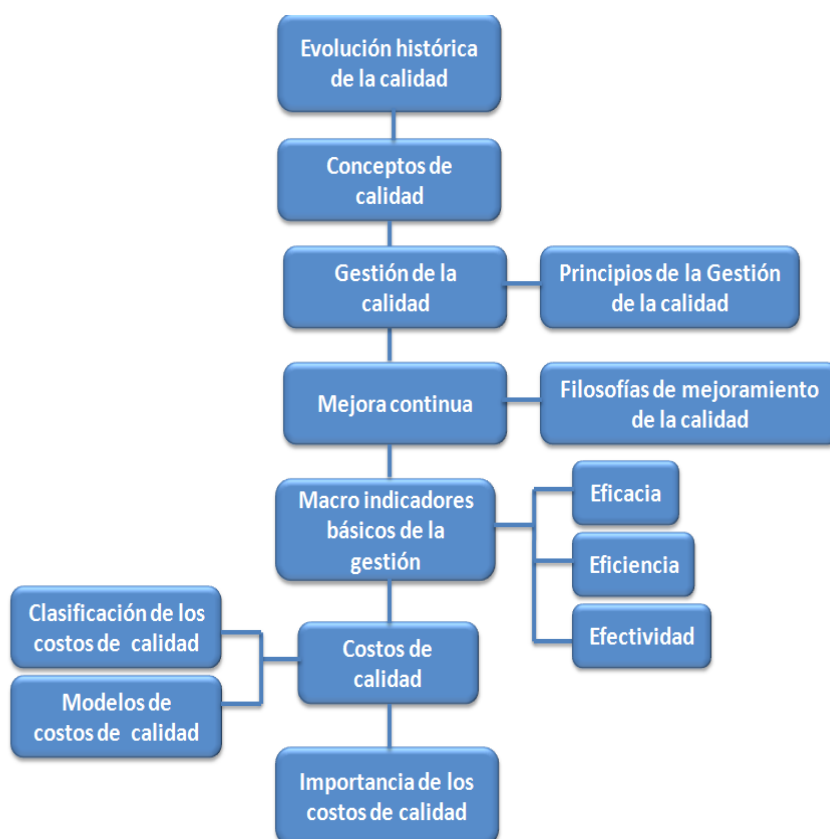 Evolución histórica
de la calidad
Conceptos de
calidad
Gestión de la
calidad
Principios de la Gestión
de la calidad
Mejora continua
Filosofías de mejoramiento
de la calidad
Macro indicadores
básicos de la
gestión
Eficacia
Eficiencia
Efectividad
Clasificación de los
costos de calidad
Modelos de
costos de calidad
Costos de
calidad
Importancia de los
costos de calidad